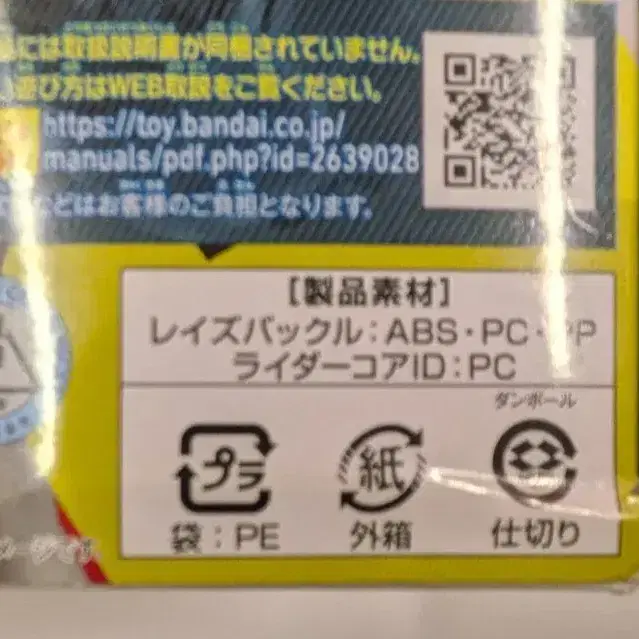 には取扱説明書が同梱されていません。
遊び方はWEB取説をご覧ください。
https://toy.bandai.co.jp/
manuals/pdf.php?id=2639028
などはお客様のご負担となります。
[製品素材]
レイズバックル:ABS・PC・PP
ライダーコアID:PC
ダンボール
プラ
紙
袋:PE
外箱
仕切り